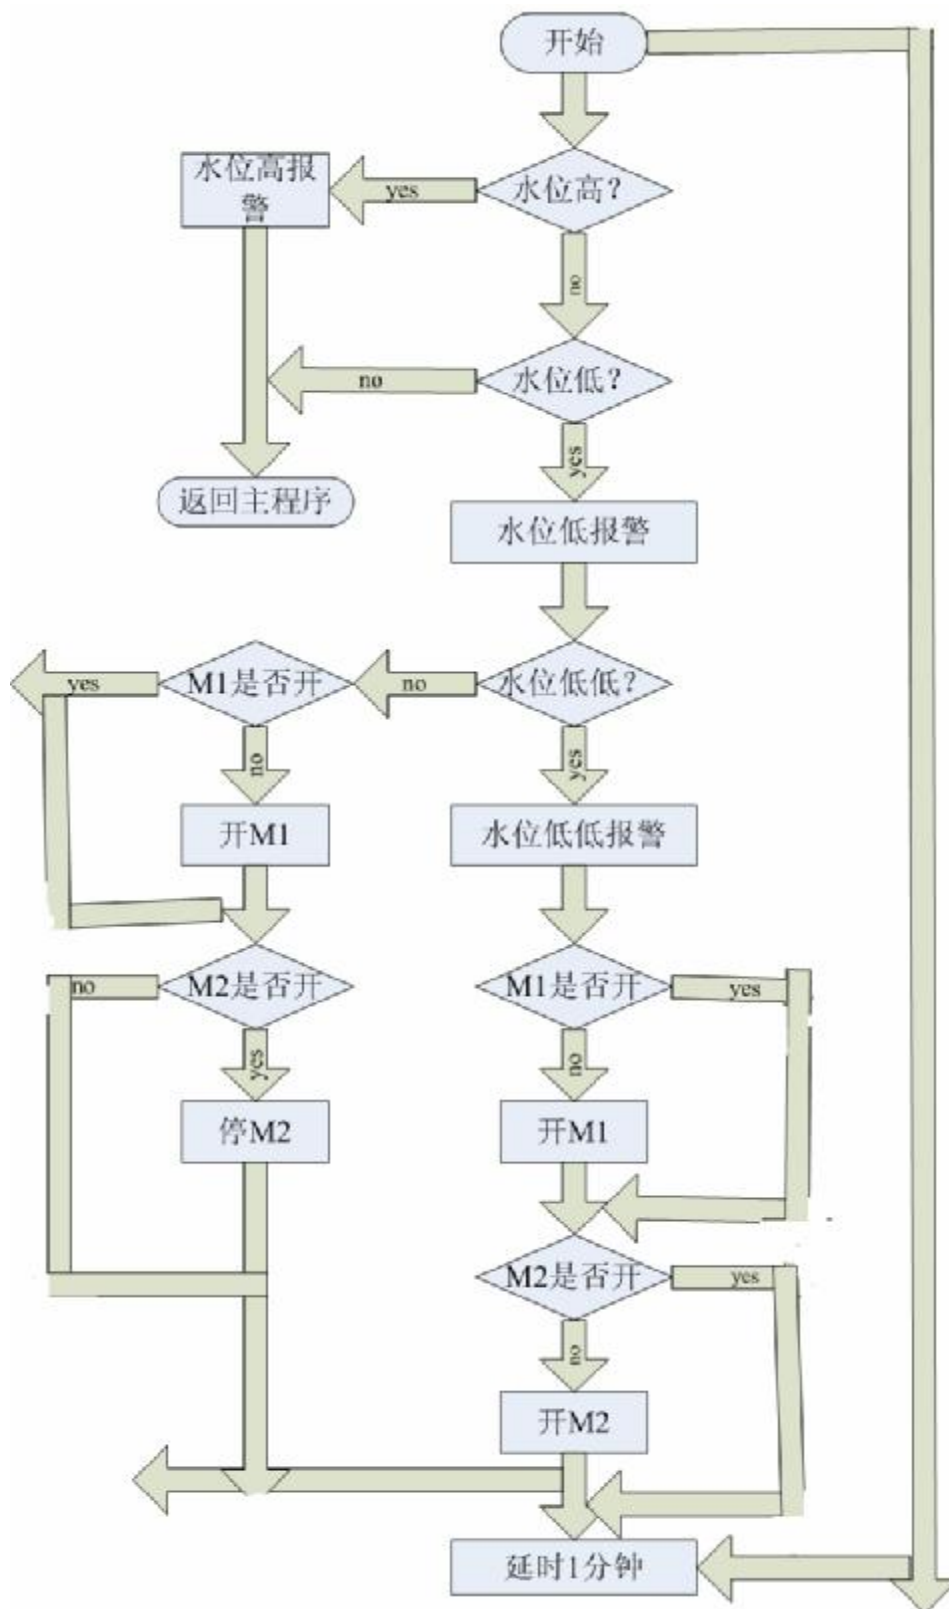 开始
水位高报
警
yes
水位高?
no
no
水位低?
yes
返回主程序
水位低报警
yes
M1是否开
no
水位低低?
no
yes
开M1
水位低低报警
no
M2是否开
M1是否开
yes
yes
no
停M2
开M1
M2是否开
yes
no
开M2
延时1分钟